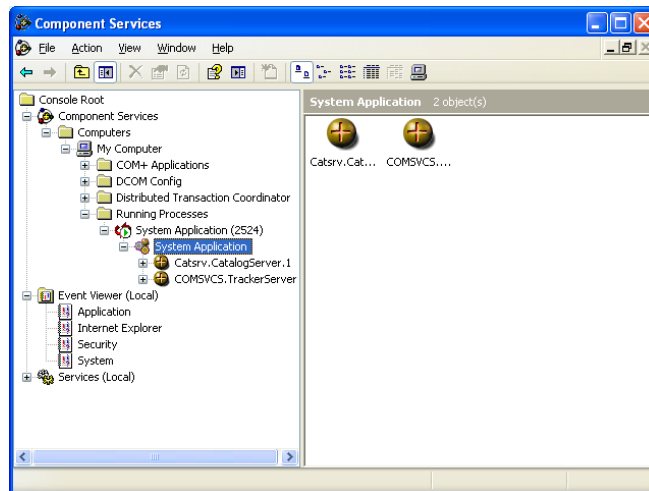 Component Services
File Action View Window Help
Console Root
Component Services
Computers
My Computer
COM+ Applications
DCOM Config
Distributed Transaction Coordinator
Running Processes
System Application (2524)
System Application
Catsrv.CatalogServer.1
COMSVCS.TrackerServer
Event Viewer (Local)
Application
Internet Explorer
Security
System
Services (Local)
System Application 2 object(s)
Catsrv.Cat... COMSVCS....